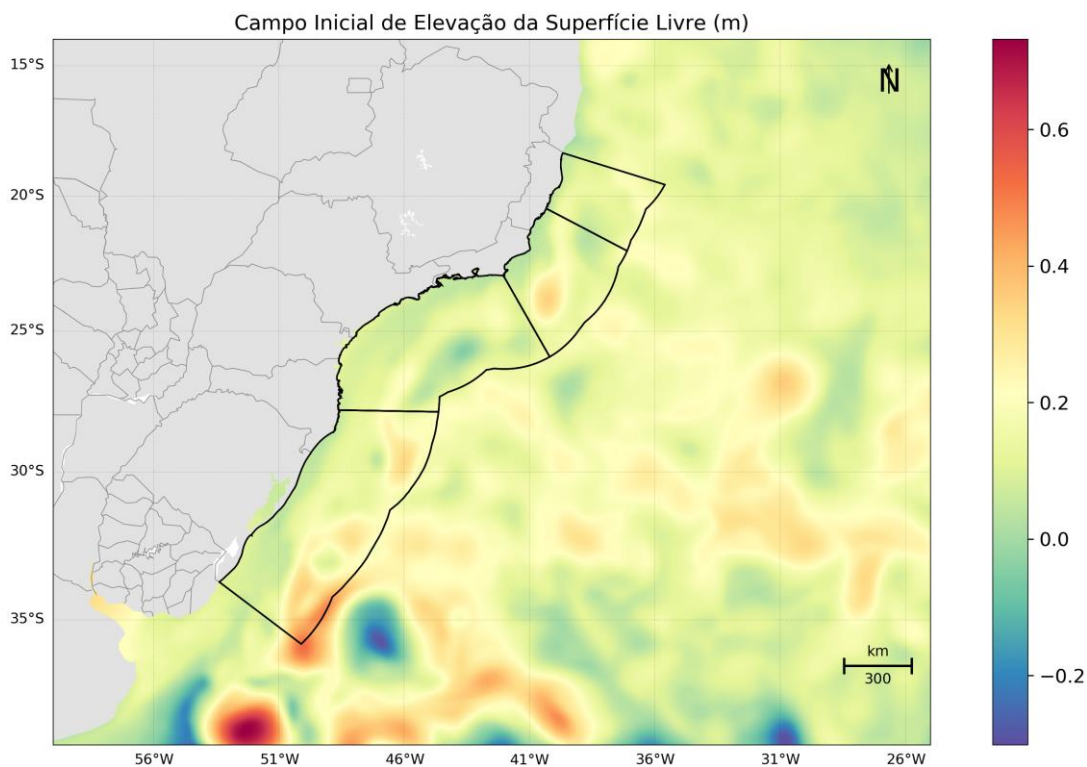 Campo Inicial de Elevação da Superfície Livre (m)
15°S
20°S
25°S
30°S
35°S
N
km
300
56°W
51°W
46°W
41°W
36°W
31°W
26°W
0.6
0.4
0.2
0.0
−0.2